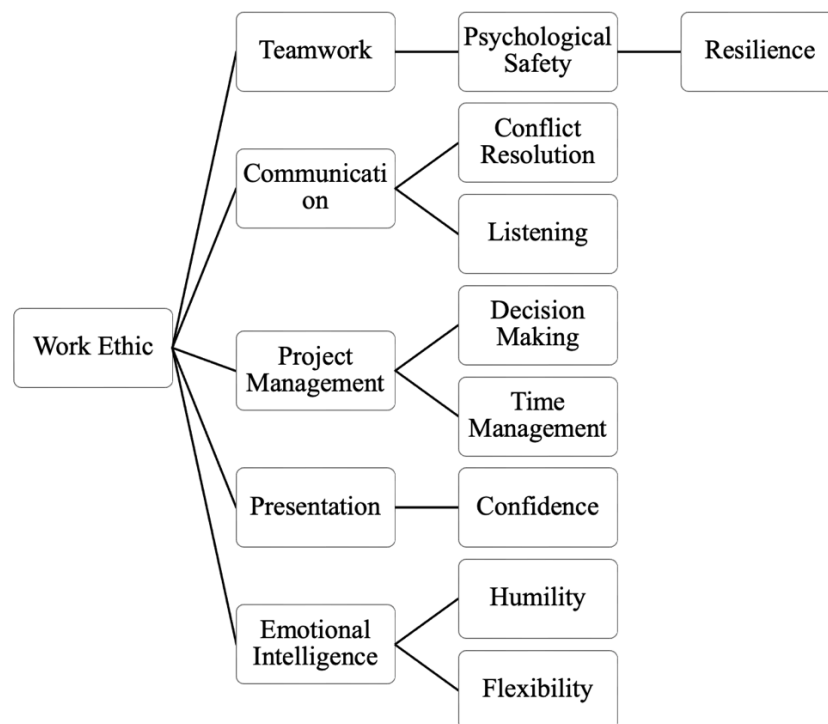 Teamwork
Psychological
Safety
Resilience
Communicati
on
Conflict
Resolution
Listening
Work Ethic
Project
Management
Decision
Making
Time
Management
Presentation
Confidence
Emotional
Intelligence
Humility
Flexibility